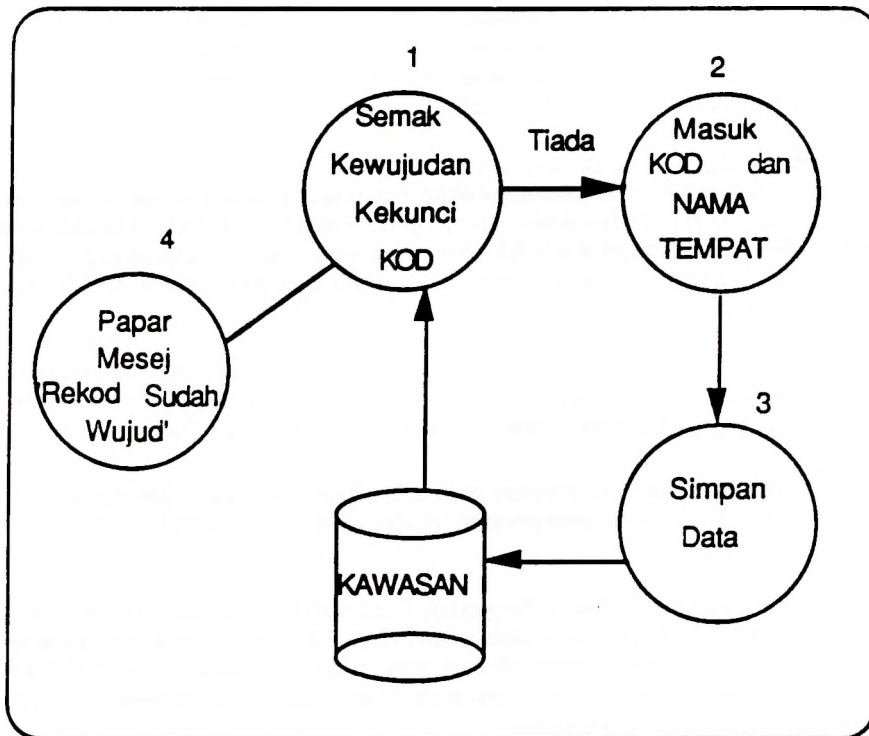 1
Semak
Kewujudan
Kekunci
KOD
Tiada
2
Masuk
KOD dan
NAMA
TEMPAT
4
Papar
Mesej
'Rekod Sudah
Wujud'
3
Simpan
Data
KAWASAN